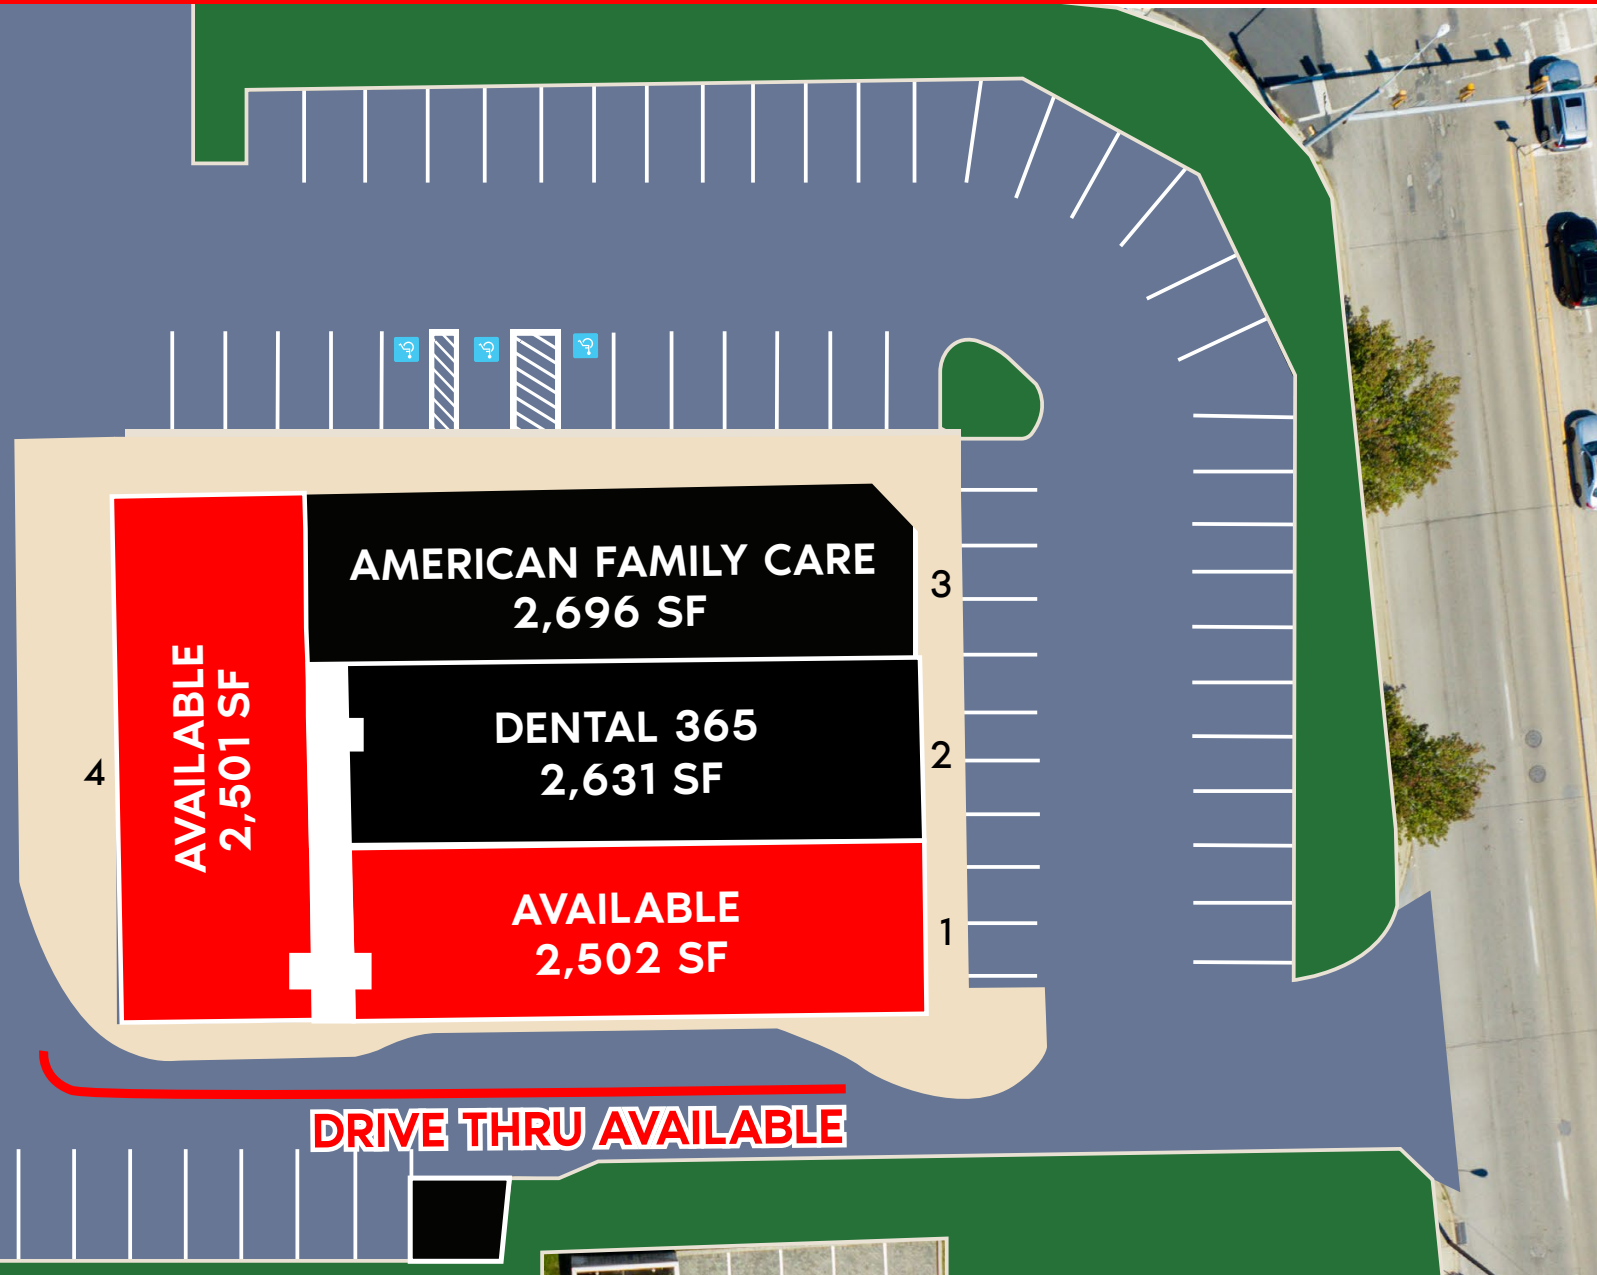 AMERICAN FAMILY CARE
2,696 SF
3
DENTAL 365
2,631 SF
2
AVAILABLE
2,501 SF
4
AVAILABLE
2,502 SF
1
DRIVE THRU AVAILABLE